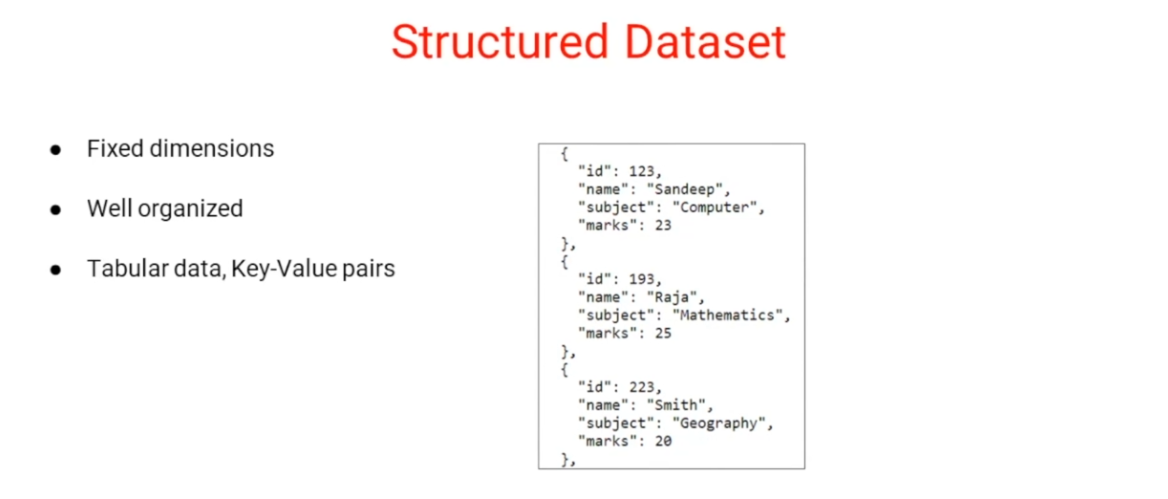 Structured Dataset
● Fixed dimensions
● Well organized
● Tabular data, Key-Value pairs
{
"id": 123,
"name": "Sandeep",
"subject": "Computer",
"marks": 23
},
{
"id": 193,
"name": "Raja",
"subject": "Mathematics",
"marks": 25
},
{
"id": 223,
"name": "Smith",
"subject": "Geography",
"marks": 20
},